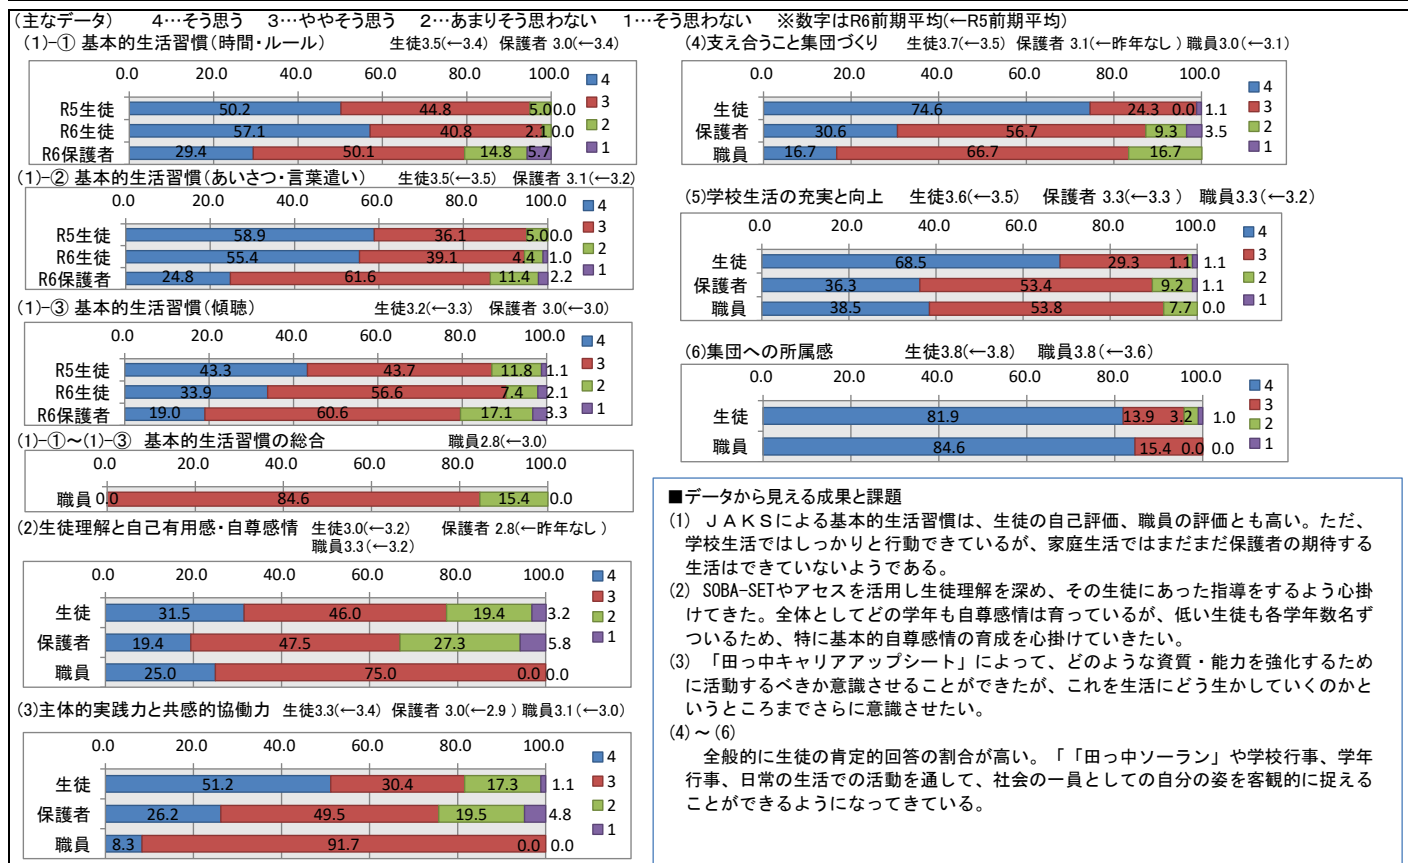 (主なデータ)　4…そう思う　3…ややそう思う　2…あまりそう思わない　1…そう思わない　※数字はR6前期平均(←R5前期平均)
(1)-① 基本的生活習慣(時間・ルール)　生徒3.5(←3.4)　保護者 3.0(←3.4)
0.0 20.0 40.0 60.0 80.0 100.0
R5生徒 50.2 44.8 5.0 0.0
R6生徒 57.1 40.8 2.1 0.0
R6保護者 29.4 50.1 14.8 5.7
4
3
2
1
(1)-② 基本的生活習慣(あいさつ・言葉遣い)　生徒3.5(←3.5)　保護者 3.1(←3.2)
0.0 20.0 40.0 60.0 80.0 100.0
R5生徒 58.9 36.1 5.0 0.0
R6生徒 55.4 39.1 4.4 1.0
R6保護者 24.8 61.6 11.4 2.2
4
3
2
1
(1)-③ 基本的生活習慣(傾聴)　生徒3.2(←3.3)　保護者 3.0(←3.0)
0.0 20.0 40.0 60.0 80.0 100.0
R5生徒 43.3 43.7 11.8 1.1
R6生徒 33.9 56.6 7.4 2.1
R6保護者 19.0 60.6 17.1 3.3
4
3
2
1
(1)-①～(1)-③　基本的生活習慣の総合　職員2.8(←3.0)
0.0 20.0 40.0 60.0 80.0 100.0
職員 0.0 84.6 15.4 0.0
(2)生徒理解と自己有用感・自尊感情　生徒3.0(←3.2)　保護者 2.8(←昨年なし)
職員3.3(←3.2)
0.0 20.0 40.0 60.0 80.0 100.0
生徒 31.5 46.0 19.4 3.2
保護者 19.4 47.5 27.3 5.8
職員 25.0 75.0 0.0 0.0
4
3
2
1
(3)主体的実践力と共感的協働力　生徒3.3(←3.4)　保護者 3.0(←2.9 ) 職員3.1(←3.0)
0.0 20.0 40.0 60.0 80.0 100.0
生徒 51.2 30.4 17.3 1.1
保護者 26.2 49.5 19.5 4.8
職員 8.3 91.7 0.0 0.0
4
3
2
1
(4)支え合うこと集団づくり　生徒3.7(←3.5)　保護者 3.1(←昨年なし) 職員3.0(←3.1)
0.0 20.0 40.0 60.0 80.0 100.0
生徒 74.6 24.3 0.0 1.1
保護者 30.6 56.7 9.3 3.5
職員 16.7 66.7 16.7
4
3
2
1
(5)学校生活の充実と向上　生徒3.6(←3.5)　保護者 3.3(←3.3 )　職員3.3(←3.2)
生徒 68.5 29.3 1.1 1.1
保護者 36.3 53.4 9.2 1.1
職員 38.5 53.8 7.7 0.0
4
3
2
1
(6)集団への所属感　生徒3.8(←3.8)　職員3.8(←3.6)
0.0 20.0 40.0 60.0 80.0 100.0
生徒 81.9 13.9 3.2 1.0
職員 84.6 15.4 0.0 0.0
4
3
2
1
■データから見える成果と課題
(1) ＪＡＫＳによる基本的生活習慣は、生徒の自己評価、職員の評価とも高い。ただ、
学校生活ではしっかりと行動できているが、家庭生活ではまだまだ保護者の期待する
生活はできていないようである。
(2) SOBA-SETやアセスを活用し生徒理解を深め、その生徒にあった指導をするよう心掛
けてきた。全体としてどの学年も自尊感情は育っているが、低い生徒も各学年数名ず
ついるため、特に基本的自尊感情の育成を心掛けていきたい。
(3) 「田っ中キャリアアップシート」によって、どのような資質・能力を強化するため
に活動するべきか意識させることができたが、これを生活にどう生かしていくのかと
いうところまでさらに意識させたい。
(4)～(6)
全般的に生徒の肯定的回答の割合が高い。「「田っ中ソーラン」や学校行事、学年
行事、日常の生活での活動を通して、社会の一員としての自分の姿を客観的に捉える
ことができるようになってきている。